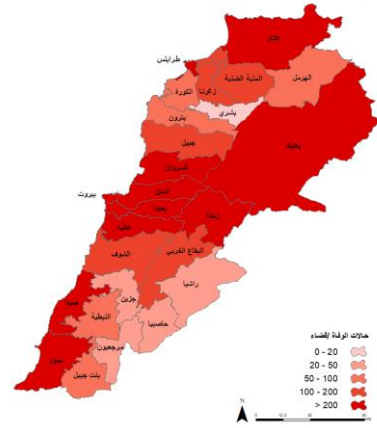 عكار
طرابلس
المنية الضنية
الهرمل
زغرتا
الكورة
بشري
بترون
بعلبك
جبيل
كسروان
المتن
بيروت
بعبدا
زحلة
عاليه
البقاع الغربي
الشوف
راشيا
جزين
صيدا
النبطية
حاصبيا
مرجعيون
صور
بنت جبيل
حالات الوفاة /قضاء
0 - 20
20 - 50
50 - 100
100 - 200
> 200
N